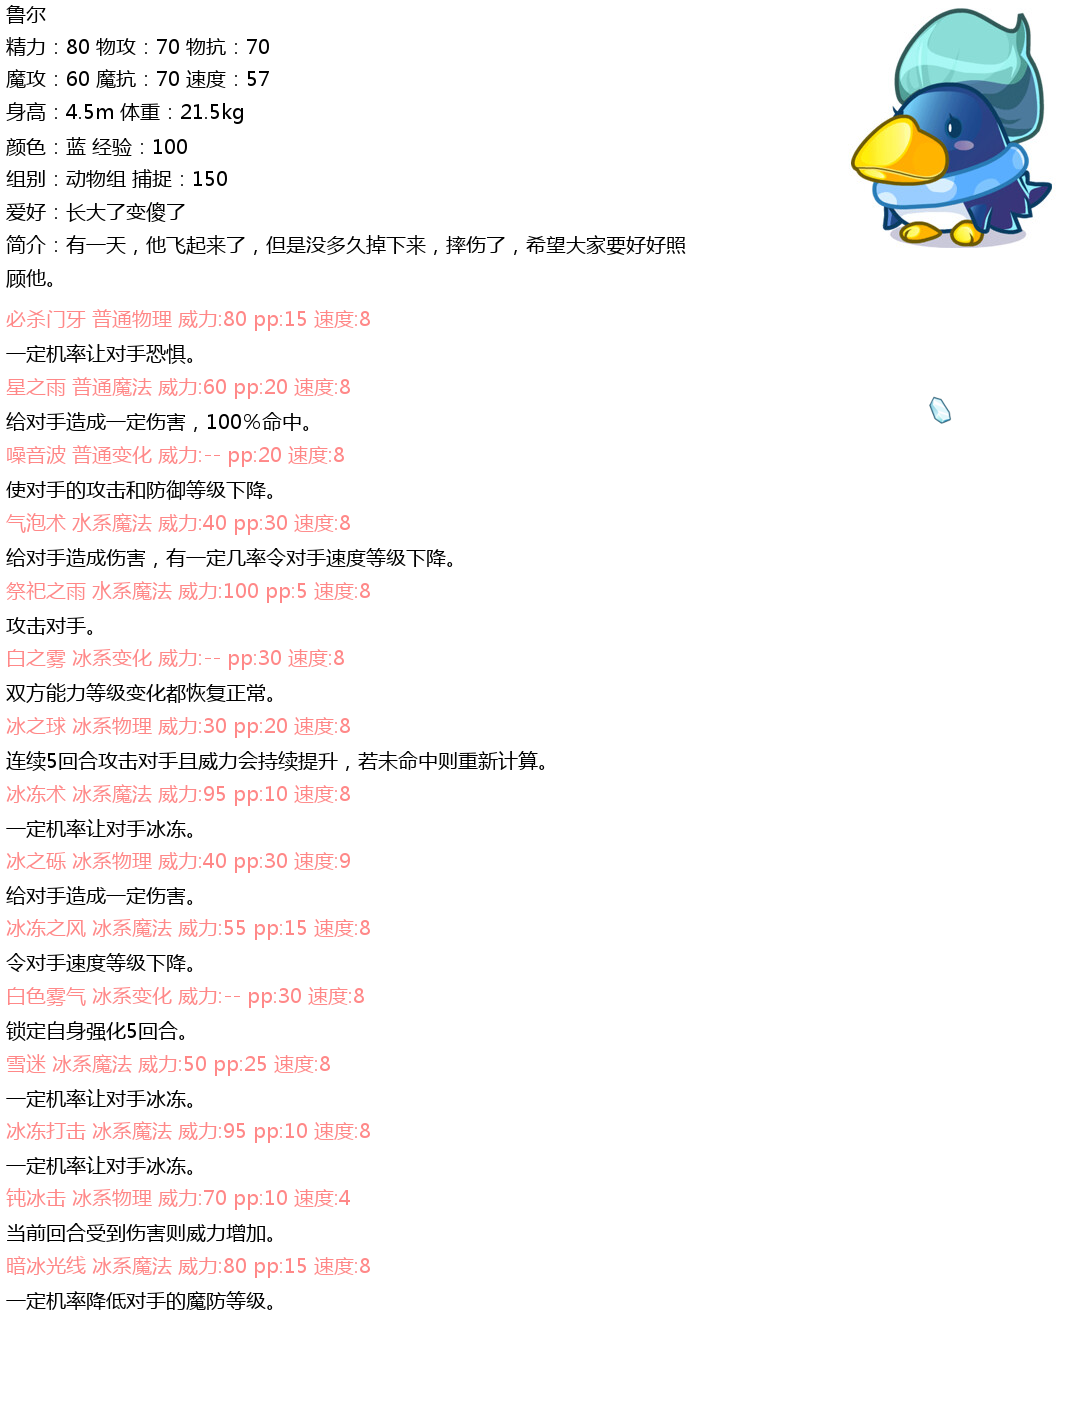 鲁尔
精力：80 物攻：70 物抗：70
魔攻：60 魔抗：70 速度：57
身高：4.5m 体重：21.5kg
颜色：蓝 经验：100
组别：动物组 捕捉：150
爱好：长大了变傻了
简介：有一天，他飞起来了，但是没多久掉下来，摔伤了，希望大家要好好照
顾他。
必杀门牙 普通物理 威力:80 pp:15 速度:8
一定机率让对手恐惧。
星之雨 普通魔法 威力:60 pp:20 速度:8
给对手造成一定伤害，100%命中。
噪音波 普通变化 威力:-- pp:20 速度:8
使对手的攻击和防御等级下降。
气泡术 水系魔法 威力:40 pp:30 速度:8
给对手造成伤害，有一定几率令对手速度等级下降。
祭祀之雨 水系魔法 威力:100 pp:5 速度:8
攻击对手。
白之雾 冰系变化 威力:-- pp:30 速度:8
双方能力等级变化都恢复正常。
冰之球 冰系物理 威力:30 pp:20 速度:8
连续5回合攻击对手且威力会持续提升，若未命中则重新计算。
冰冻术 冰系魔法 威力:95 pp:10 速度:8
一定机率让对手冰冻。
冰之砾 冰系物理 威力:40 pp:30 速度:9
给对手造成一定伤害。
冰冻之风 冰系魔法 威力:55 pp:15 速度:8
令对手速度等级下降。
白色雾气 冰系变化 威力:-- pp:30 速度:8
锁定自身强化5回合。
雪迷 冰系魔法 威力:50 pp:25 速度:8
一定机率让对手冰冻。
冰冻打击 冰系魔法 威力:95 pp:10 速度:8
一定机率让对手冰冻。
钝冰击 冰系物理 威力:70 pp:10 速度:4
当前回合受到伤害则威力增加。
暗冰光线 冰系魔法 威力:80 pp:15 速度:8
一定机率降低对手的魔防等级。